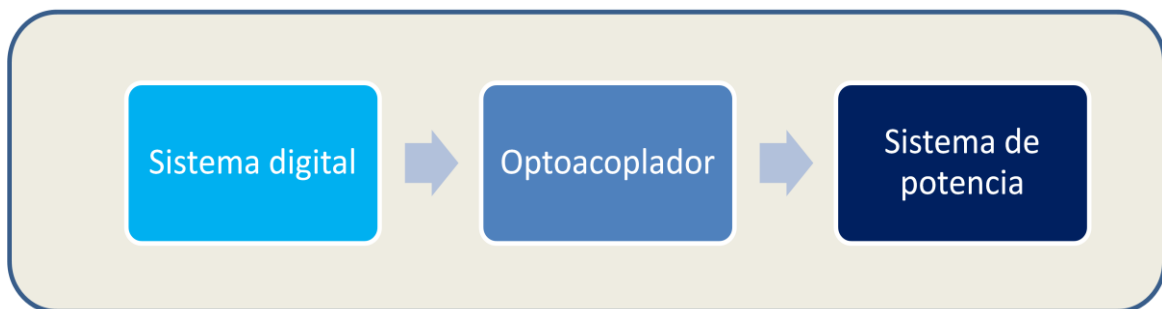 Sistema digital
Optoacoplador
Sistema de
potencia